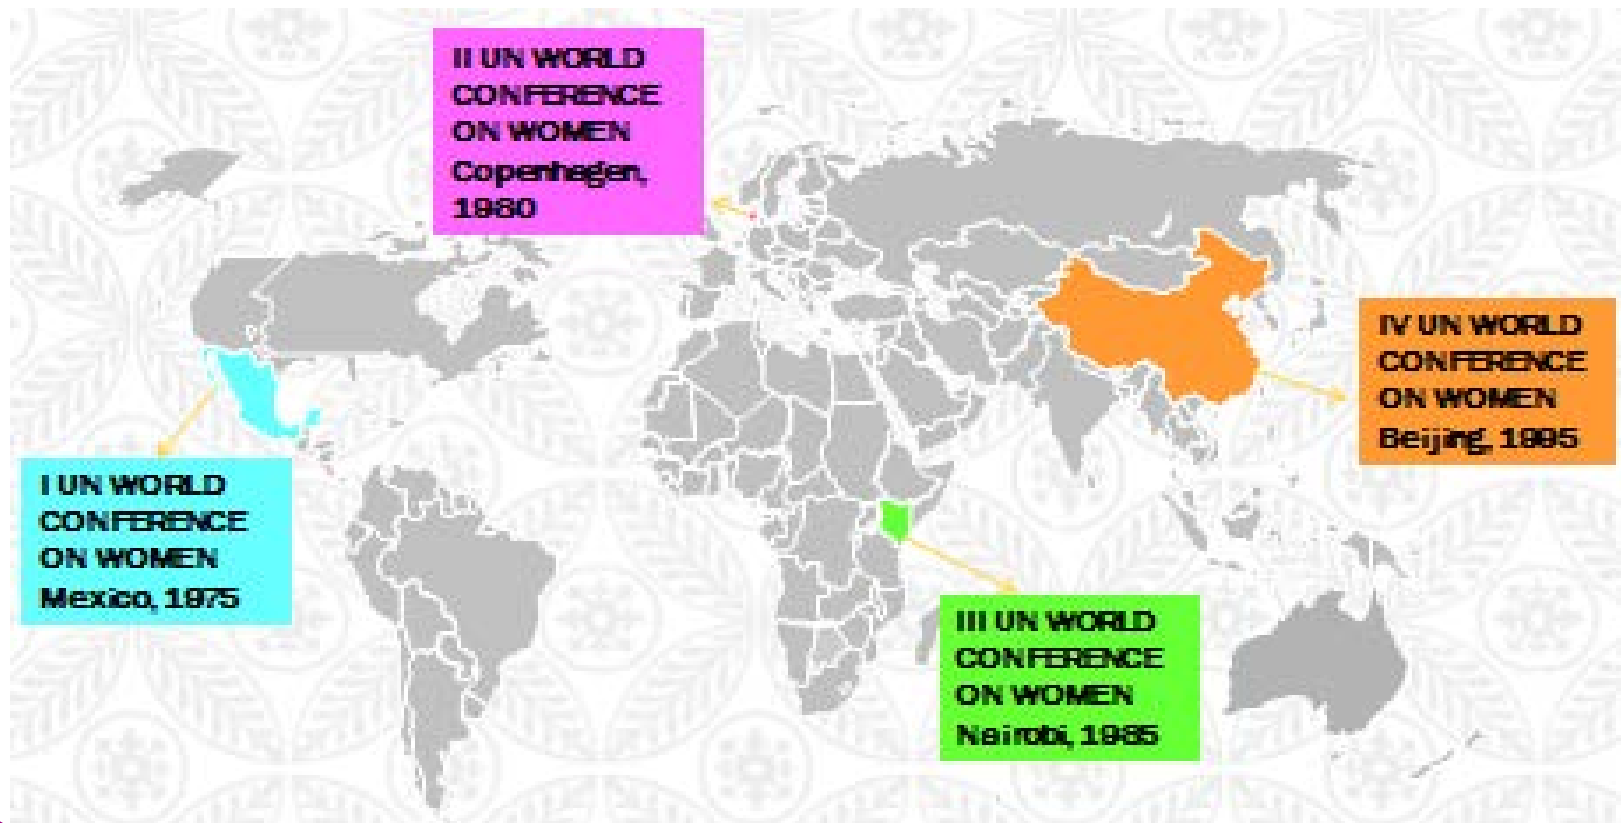 II UN WORLD
CONFERENCE
ON WOMEN
Copenhagen,
1980
IV UN WORLD
CONFERENCE
ON WOMEN
Beijing, 1995
I UN WORLD
CONFERENCE
ON WOMEN
Mexico, 1975
III UN WORLD
CONFERENCE
ON WOMEN
Nairobi, 1985